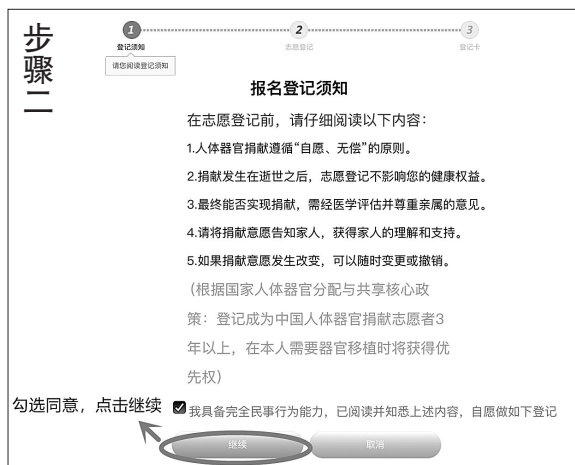 步骤二
1
2
3
登记须知
志愿登记
登记卡
请您阅读登记须知
报名登记须知
在志愿登记前，请仔细阅读以下内容：
1.人体器官捐献遵循“自愿、无偿”的原则。
2.捐献发生在逝世之后，志愿登记不影响您的健康权益。
3.最终能否实现捐献，需经医学评估并尊重亲属的意见。
4.请将捐献意愿告知家人，获得家人的理解和支持。
5.如果捐献意愿发生改变，可以随时变更或撤销。
（根据国家人体器官分配与共享核心政
策：登记成为中国人体器官捐献志愿者3
年以上，在本人需要器官移植时将获得优
先权）
勾选同意，点击继续
我具备完全民事行为能力，已阅读并知悉上述内容，自愿做如下登记
继续
取消